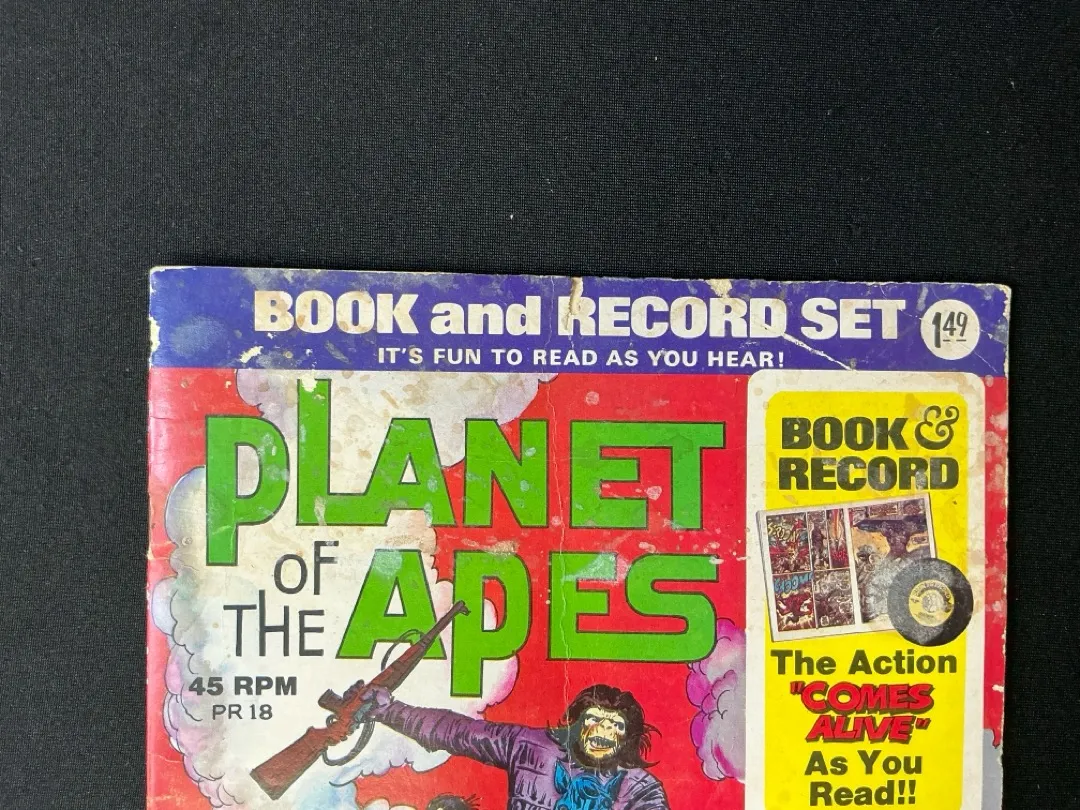 BOOK and RECORD SET
1.49
IT'S FUN TO READ AS YOU HEAR!
PLANET
OF
THE APES
45 RPM
PR 18
BOOK &
RECORD
The Action
"COMES
ALIVE"
As You
Read!!